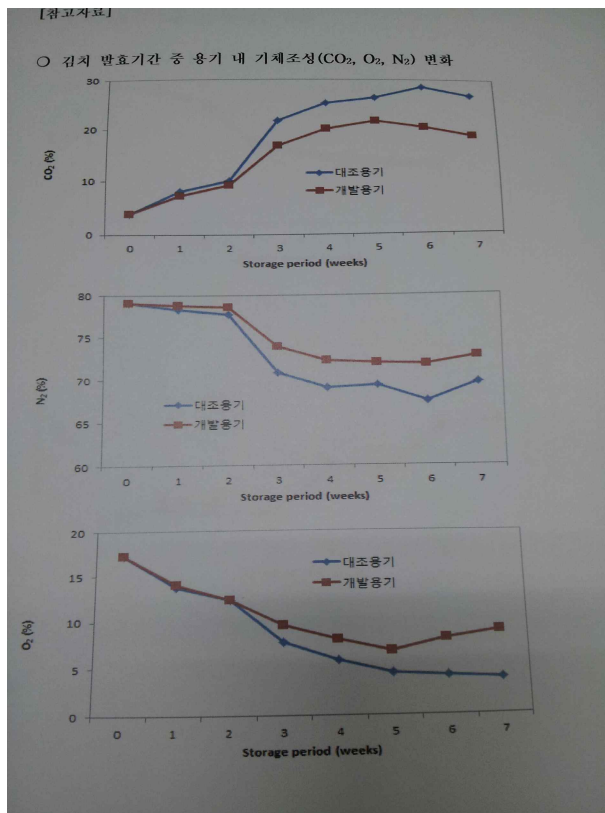 [참고자료]
○ 김치 발효기간 중 용기 내 기체조성(CO₂, O₂, N₂) 변화
30
20
10
0
CO₂ (%)
대조용기
개발용기
0 1 2 3 4 5 6 7
Storage period (weeks)
80
75
70
65
60
N₂ (%)
대조용기
개발용기
0 1 2 3 4 5 6 7
Storage period (weeks)
20
15
10
5
0
O₂ (%)
대조용기
개발용기
0 1 2 3 4 5 6 7
Storage period (weeks)